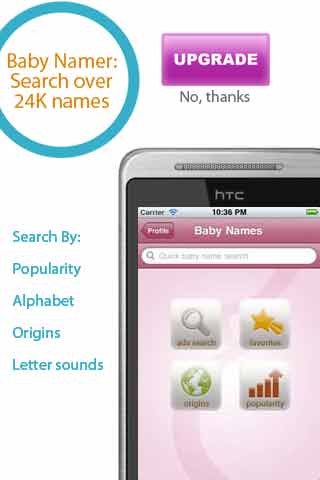 Baby Namer:
Search over
24K names
UPGRADE
No, thanks
hTC
Carrier 10:36 PM
Profile Baby Names
Quick baby name search
adv search favorites
origins popularity
Search By:
Popularity
Alphabet
Origins
Letter sounds